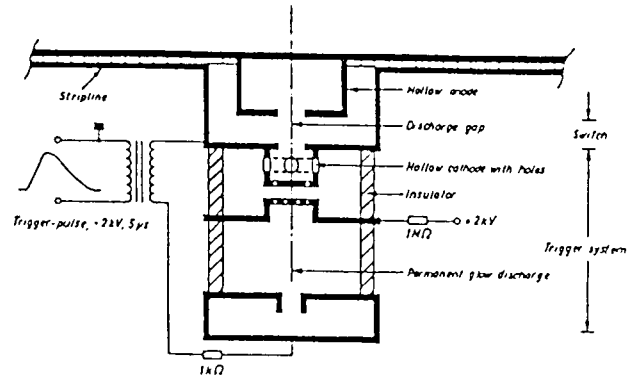 Stripline
Hollow anode
Discharge gap
Switch
Hollow cathode with holes
Insulator
Trigger-pulse, ~2kV, 5µs
+2kV
1MΩ
Trigger system
Permanent glow discharge
1kΩ